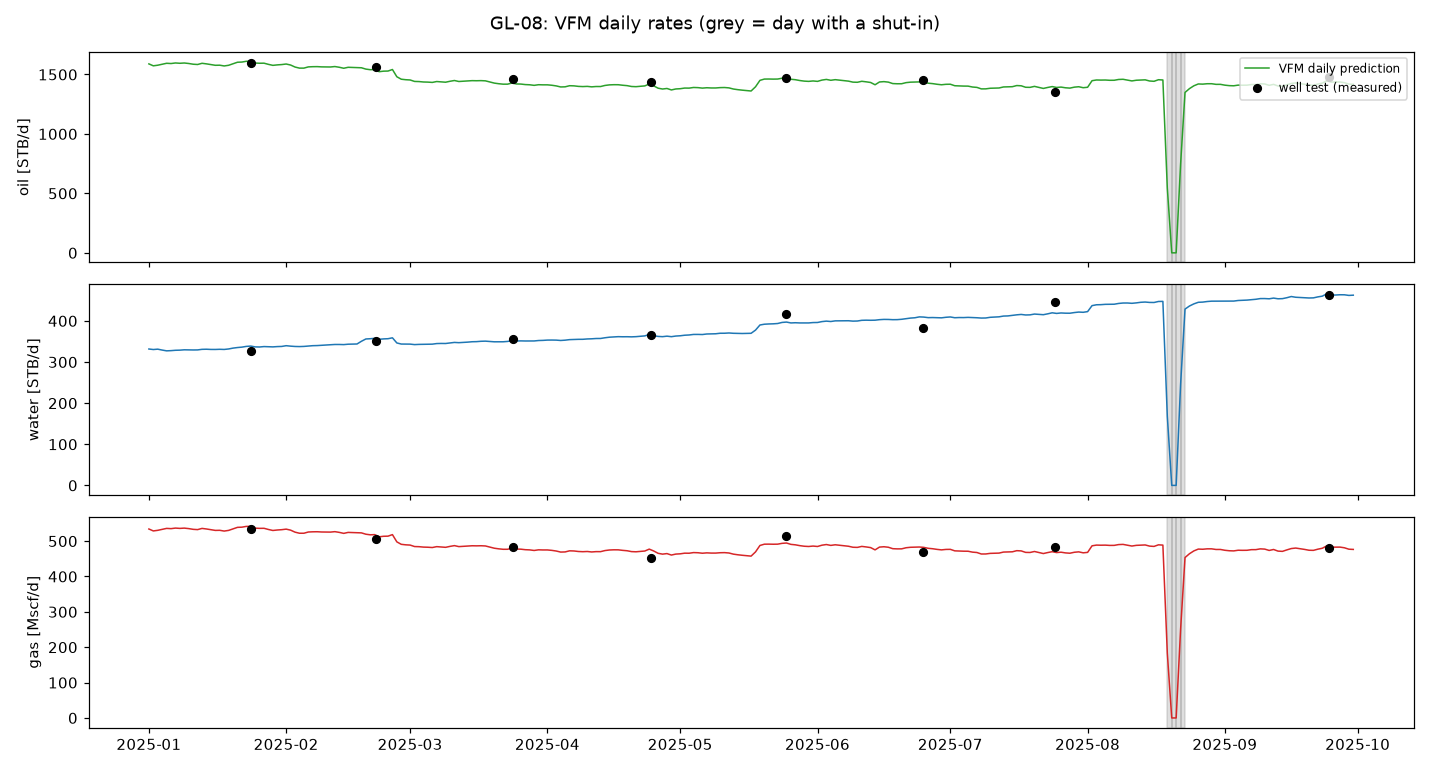 GL-08: VFM daily rates (grey = day with a shut-in)
oil [STB/d]
1500
1000
500
0
VFM daily prediction
well test (measured)
water [STB/d]
400
300
200
100
0
gas [Mscf/d]
500
400
300
200
100
0
2025-01 2025-02 2025-03 2025-04 2025-05 2025-06 2025-07 2025-08 2025-09 2025-10